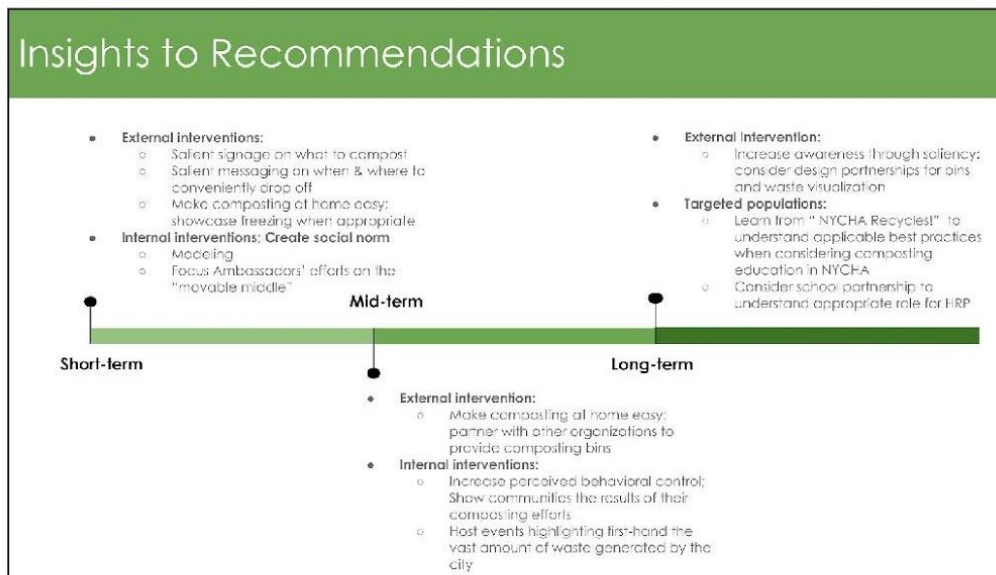 Insights to Recommendations
• External interventions:
○ Salient signage on what to compost
○ Salient messaging on when & where to
conveniently drop off
○ Make composting at home easy;
showcase freezing when appropriate
• Internal interventions; Create social norm
○ Modeling
○ Focus Ambassadors' efforts on the
"movable middle"
Short-term
Mid-term
• External intervention:
○ Make composting at home easy;
partner with other organizations to
provide composting bins
• Internal interventions:
○ Increase perceived behavioral control;
Show communities the results of their
composting efforts
○ Host events highlighting first-hand the
vast amount of waste generated by the
city
• External Intervention:
○ Increase awareness through saliency;
consider design partnerships for bins
and waste visualization
• Targeted populations:
○ Learn from " NYCHA Recycles!" to
understand applicable best practices
when considering composting
education in NYCHA
○ Consider school partnership to
understand appropriate role for HRP
Long-term